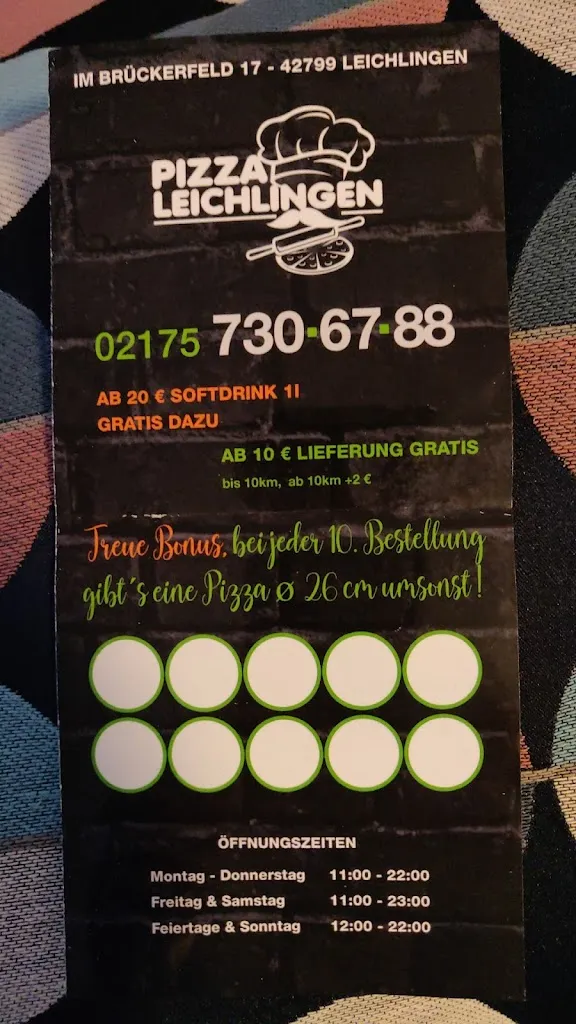 IM BRÜCKERFELD 17 - 42799 LEICHLINGEN
PIZZA
LEICHLINGEN
02175 730·67·88
AB 20 € SOFTDRINK 1l
GRATIS DAZU
AB 10 € LIEFERUNG GRATIS
bis 10km, ab 10km +2 €
Treue Bonus, bei jeder 10. Bestellung
gibt´s eine Pizza ø 26 cm umsonst!
ÖFFNUNGSZEITEN
Montag - Donnerstag 11:00 - 22:00
Freitag & Samstag 11:00 - 23:00
Feiertage & Sonntag 12:00 - 22:00